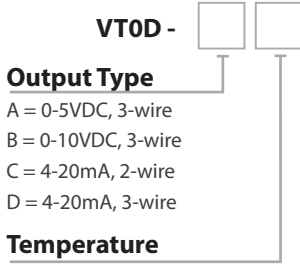 VT0D -
Output Type
A = 0-5VDC, 3-wire
B = 0-10VDC, 3-wire
C = 4-20mA, 2-wire
D = 4-20mA, 3-wire
Temperature